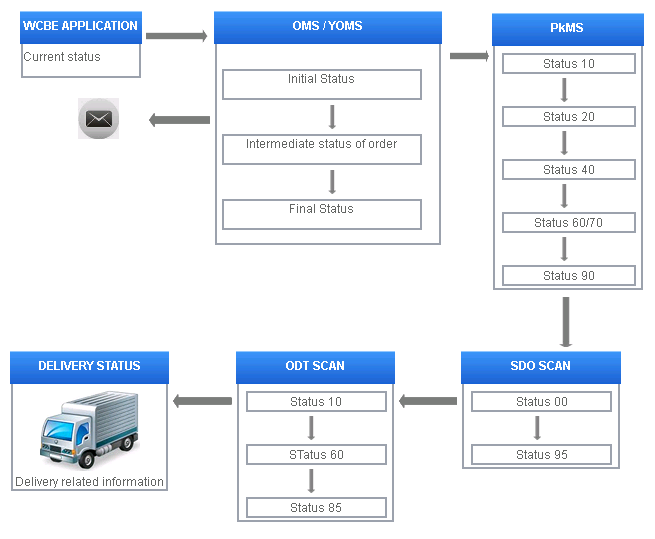 WCBE APPLICATION
Current status
OMS / YOMS
Initial Status
Intermediate status of order
Final Status
PkMS
Status 10
Status 20
Status 40
Status 60/70
Status 90
SDO SCAN
Status 00
Status 95
ODT SCAN
Status 10
STatus 60
Status 85
DELIVERY STATUS
Delivery related information